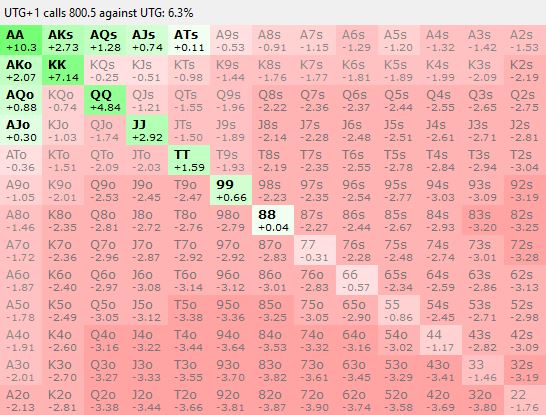 UTG+1 calls 800.5 against UTG: 6.3%
AA AKs AQs AJs ATs A9s A8s A7s A6s A5s A4s A3s A2s
+10.3 +2.73 +1.28 +0.74 +0.11 −0.53 −0.91 −1.15 −1.29 −1.20 −1.32 −1.42 −1.53
AKo KK KQs KJs KTs K9s K8s K7s K6s K5s K4s K3s K2s
+2.07 +7.14 −0.25 −0.51 −0.98 −1.44 −1.76 −1.77 −1.81 −1.89 −1.99 −2.09 −2.19
AQo KQo QQ QJs QTs Q9s Q8s Q7s Q6s Q5s Q4s Q3s Q2s
+0.88 −0.74 +4.84 −1.21 −1.55 −1.96 −2.22 −2.36 −2.37 −2.44 −2.55 −2.65 −2.75
AJo KJo QJo JJ JTs J9s J8s J7s J6s J5s J4s J3s J2s
+0.30 −1.03 −1.74 +2.92 −1.50 −1.89 −2.14 −2.28 −2.48 −2.51 −2.61 −2.71 −2.81
ATo KTo QTo JTo TT T9s T8s T7s T6s T5s T4s T3s T2s
−0.36 −1.51 −2.09 −2.03 +1.59 −1.93 −2.19 −2.35 −2.55 −2.78 −2.84 −2.94 −3.04
A9o K9o Q9o J9o T9o 99 98s 97s 96s 95s 94s 93s 92s
−1.05 −2.01 −2.53 −2.45 −2.47 +0.66 −2.23 −2.35 −2.54 −2.77 −3.03 −3.09 −3.19
A8o K8o Q8o J8o T8o 98o 88 87s 86s 85s 84s 83s 82s
−1.46 −2.35 −2.81 −2.72 −2.76 −2.79 +0.04 −2.27 −2.44 −2.67 −2.93 −3.20 −3.25
A7o K7o Q7o J7o T7o 97o 87o 77 76s 75s 74s 73s 72s
−1.72 −2.36 −2.96 −2.87 −2.92 −2.92 −2.83 −0.31 −2.28 −2.48 −2.74 −3.01 −3.28
A6o K6o Q6o J6o T6o 96o 86o 76o 66 65s 64s 63s 62s
−1.87 −2.40 −2.97 −3.08 −3.14 −3.12 −3.01 −2.83 −0.57 −2.34 −2.59 −2.86 −3.13
A5o K5o Q5o J5o T5o 95o 85o 75o 65o 55 54s 53s 52s
−1.78 −2.49 −3.05 −3.12 −3.38 −3.36 −3.25 −3.05 −2.90 −0.86 −2.45 −2.71 −2.98
A4o K4o Q4o J4o T4o 94o 84o 74o 64o 54o 44 43s 42s
−1.91 −2.60 −3.16 −3.22 −3.44 −3.64 −3.53 −3.32 −3.16 −3.02 −1.17 −2.82 −3.09
A3o K3o Q3o J3o T3o 93o 83o 73o 63o 53o 43o 33 32s
−2.01 −2.70 −3.27 −3.33 −3.55 −3.70 −3.82 −3.61 −3.45 −3.29 −3.41 −1.46 −3.19
A2o K2o Q2o J2o T2o 92o 82o 72o 62o 52o 42o 32o 22
−2.13 −2.81 −3.38 −3.44 −3.66 −3.81 −3.87 −3.90 −3.74 −3.58 −3.69 −3.80 −1.76